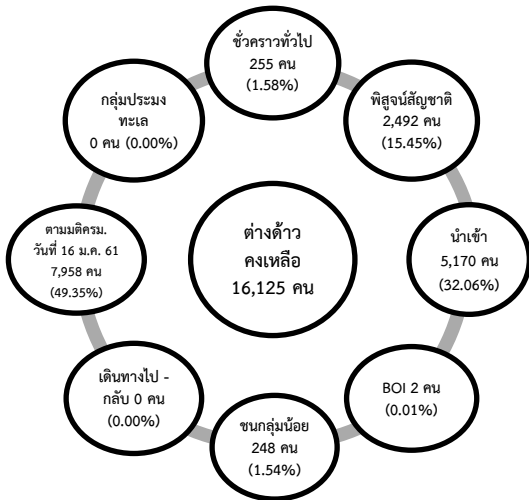 ชั่วคราวทั่วไป
255 คน
(1.58%)
พิสูจน์สัญชาติ
2,492 คน
(15.45%)
นำเข้า
5,170 คน
(32.06%)
BOI 2 คน
(0.01%)
ชนกลุ่มน้อย
248 คน
(1.54%)
เดินทางไป -
กลับ 0 คน
(0.00%)
ตามมติครม.
วันที่ 16 ม.ค. 61
7,958 คน
(49.35%)
กลุ่มประมง
ทะเล
0 คน (0.00%)
ต่างด้าว
คงเหลือ
16,125 คน